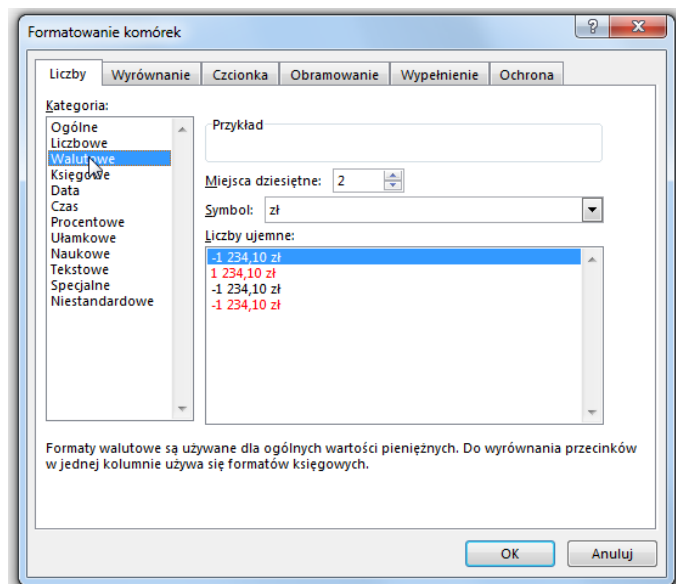 Formatowanie komórek
?
Liczby Wyrównanie Czcionka Obramowanie Wypełnienie Ochrona
Kategoria:
Ogólne
Liczbowe
Walutowe
Księgowe
Data
Czas
Procentowe
Ułamkowe
Naukowe
Tekstowe
Specjalne
Niestandardowe
Przykład
Miejsca dziesiętne: 2
Symbol: zł
Liczby ujemne:
-1 234,10 zł
1 234,10 zł
-1 234,10 zł
-1 234,10 zł
Formaty walutowe są używane dla ogólnych wartości pieniężnych. Do wyrównania przecinków
w jednej kolumnie używa się formatów księgowych.
OK Anuluj